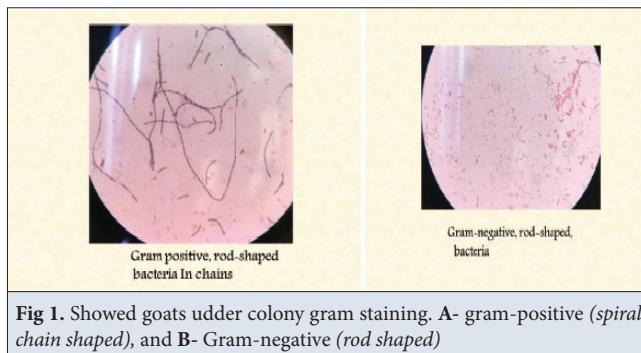 Gram positive, rod-shaped
bacteria In chains
Gram-negative, rod-shaped,
bacteria
Fig 1. Showed goats udder colony gram staining. A- gram-positive (spiral
chain shaped), and B- Gram-negative (rod shaped)